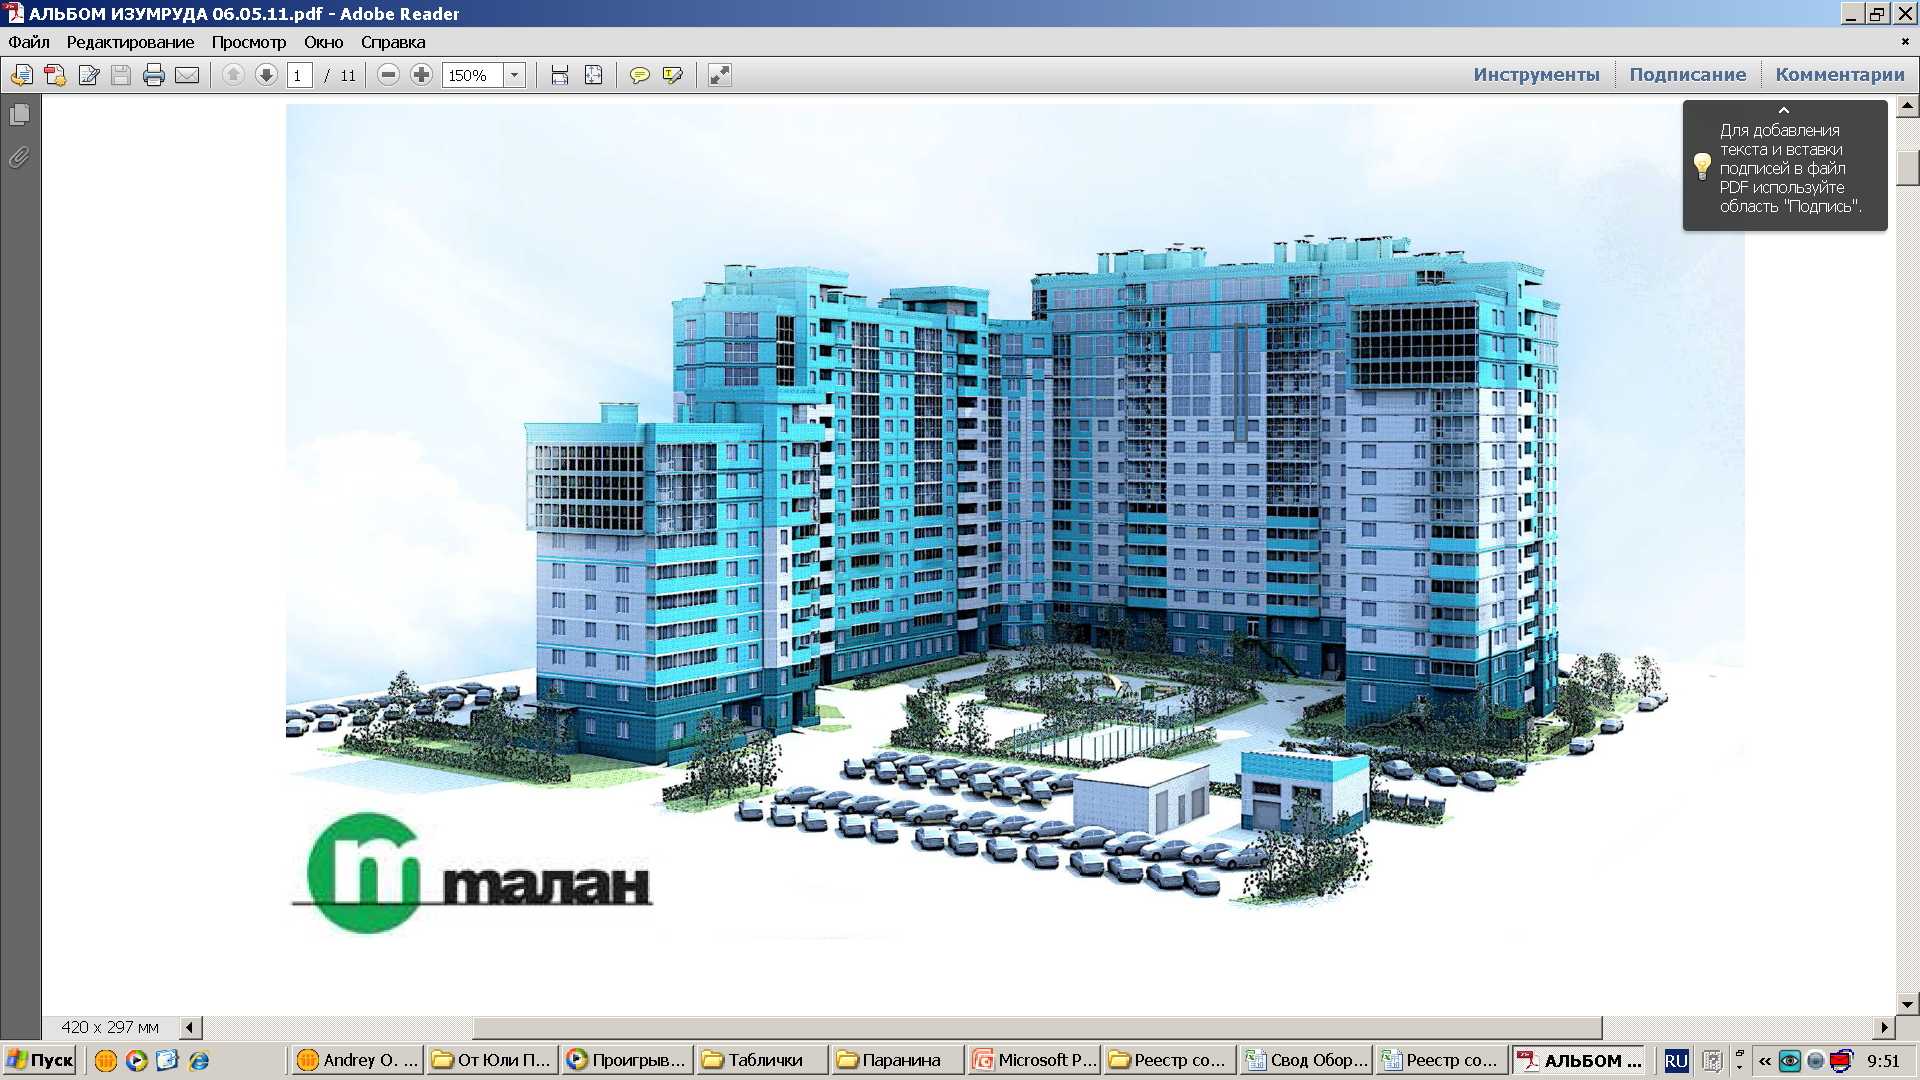 АЛЬБОМ ИЗУМРУДА 06.05.11.pdf - Adobe Reader
Файл Редактирование Просмотр Окно Справка
1 / 11 150% Инструменты Подписание Комментарии
Для добавления
текста и вставки
подписей в файл
PDF используйте
область "Подпись".
m талан
420 x 297 мм
Пуск Andrey O. ... От Юли П... Проигрыв... Таблички Паранина Microsoft P... Реестр со... Свод Обор... Реестр со... АЛЬБОМ ... RU « 9:51